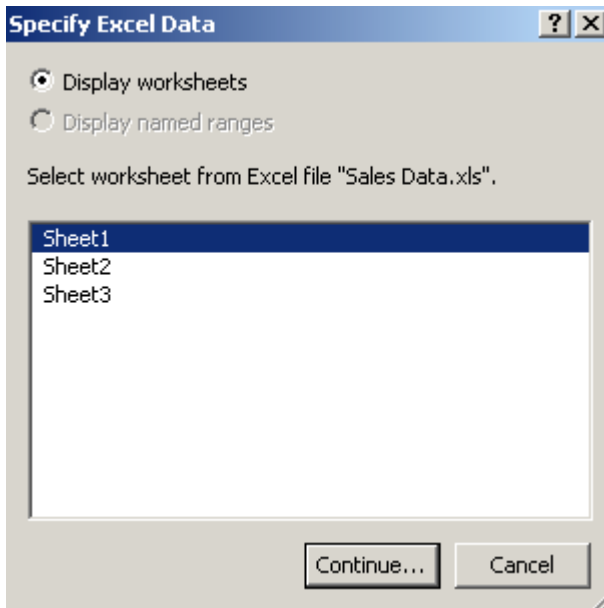 Specify Excel Data
Display worksheets
Display named ranges
Select worksheet from Excel file "Sales Data.xls".
Sheet1
Sheet2
Sheet3
Continue... Cancel